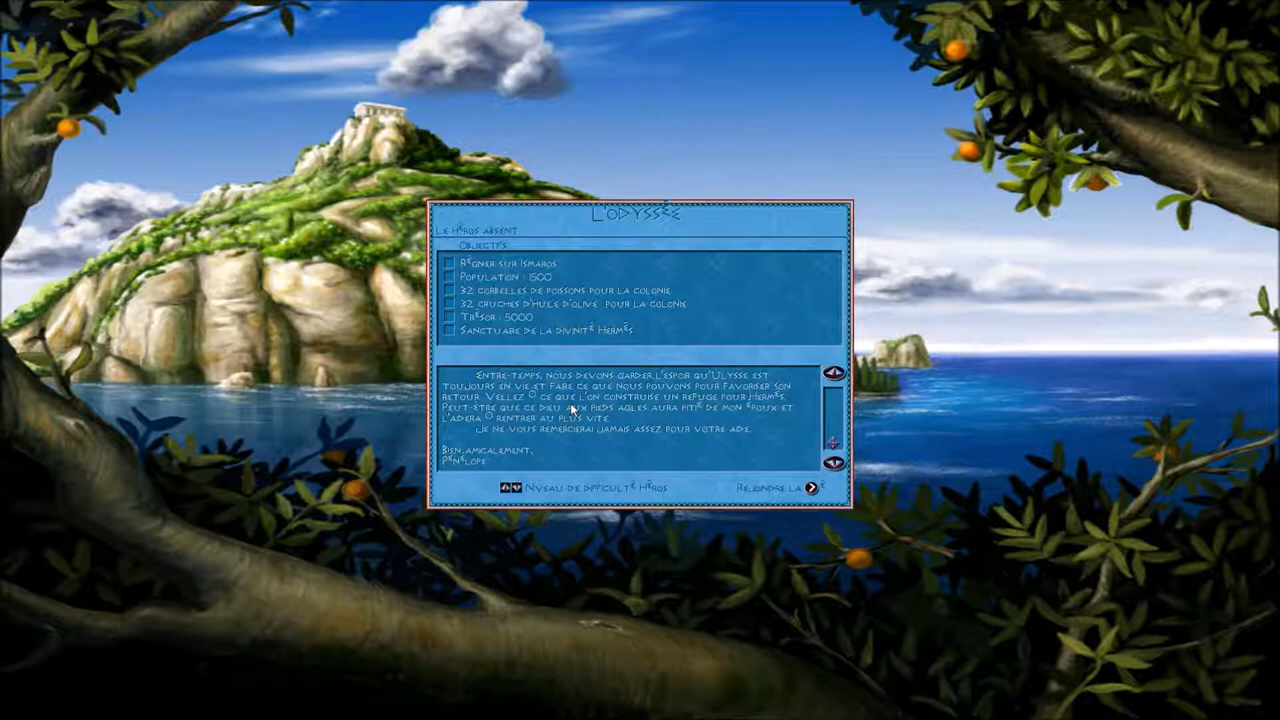 L'Odyssée
Le héros absent
Objectifs
Régner sur Ismaros
Population : 1500
32 corbelles de poissons pour la colonie
32 cruches d'huile d'olive pour la colonie
Trésor : 5000
Sanctuaire de la divinité Hermès
Entre-temps, nous devons garder l'espoir qu'Ulysse est
toujours en vie et faire ce que nous pouvons pour favoriser son
retour. Veillez à ce que l'on construise un refuge pour Hermès.
Peut-être que ce dieu aux pieds agiles aura pitié de mon époux et
l'aidera à rentrer au plus vite.
Je ne vous remercierai jamais assez pour votre aide.
Bien amicalement,
Pénélope
Niveau de difficulté Héros
Rejoindre la